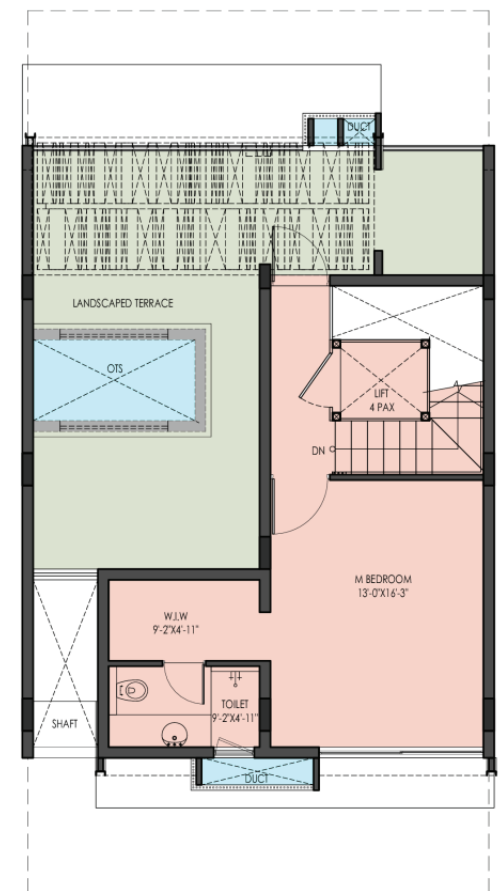 DUCT
LANDSCAPED TERRACE
OTS
LIFT
4 PAX
DN
M BEDROOM
13'-0"X16'-3"
W.I.W
9'-2"X4'-11"
TOILET
9'-2"X4'-11"
SHAFT
DUCT